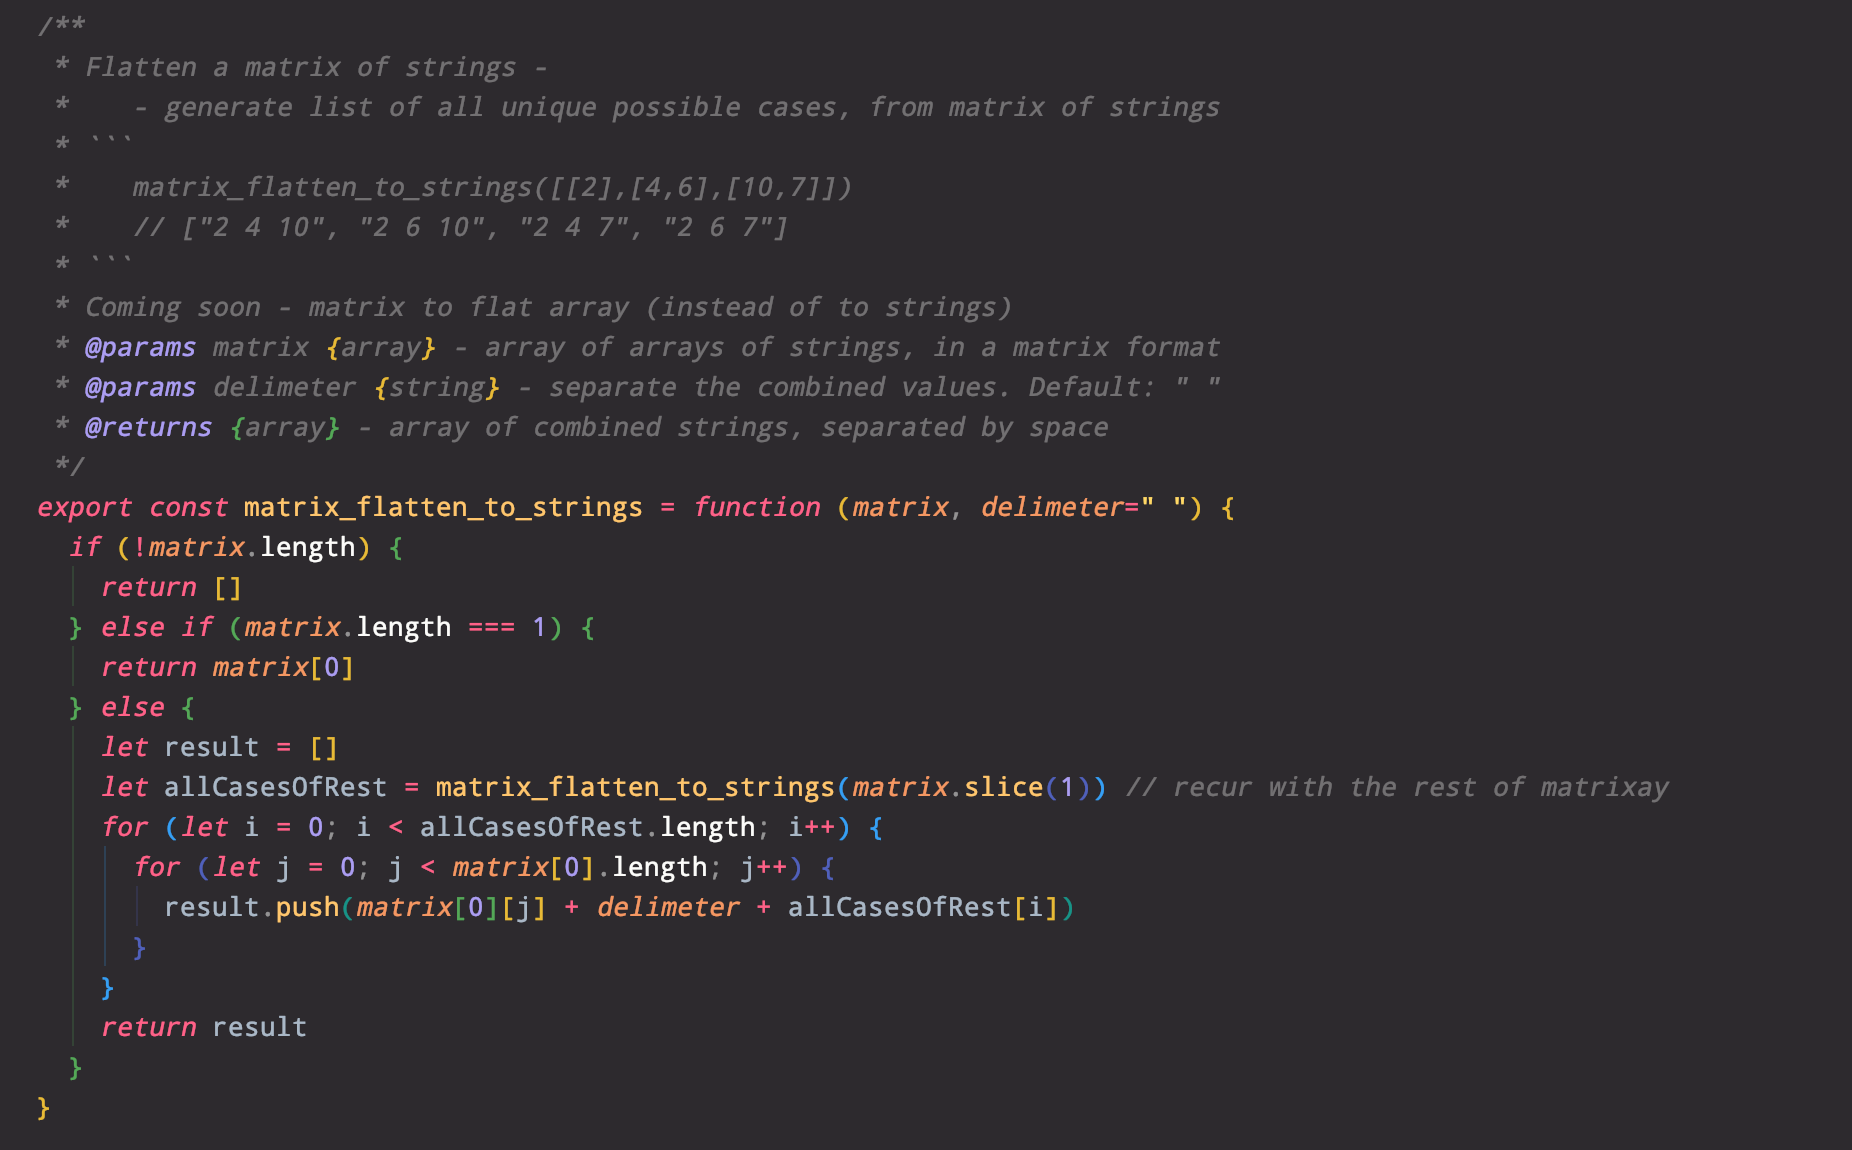 /**
 * Flatten a matrix of strings -
 *    - generate list of all unique possible cases, from matrix of strings
 * ```
 *    matrix_flatten_to_strings([[2],[4,6],[10,7]])
 *    // ["2 4 10", "2 6 10", "2 4 7", "2 6 7"]
 * ```
 * Coming soon - matrix to flat array (instead of to strings)
 * @params matrix {array} - array of arrays of strings, in a matrix format
 * @params delimeter {string} - separate the combined values. Default: " "
 * @returns {array} - array of combined strings, separated by space
 */
export const matrix_flatten_to_strings = function (matrix, delimeter=" ") {
  if (!matrix.length) {
    return []
  } else if (matrix.length === 1) {
    return matrix[0]
  } else {
    let result = []
    let allCasesOfRest = matrix_flatten_to_strings(matrix.slice(1)) // recur with the rest of matrixay
    for (let i = 0; i < allCasesOfRest.length; i++) {
      for (let j = 0; j < matrix[0].length; j++) {
        result.push(matrix[0][j] + delimeter + allCasesOfRest[i])
      }
    }
    return result
  }
}